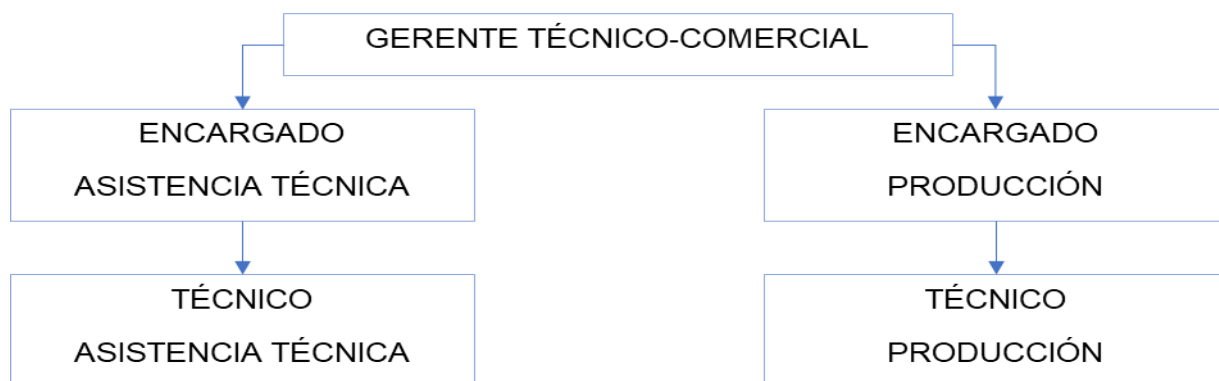 GERENTE TÉCNICO-COMERCIAL
ENCARGADO
ASISTENCIA TÉCNICA
ENCARGADO
PRODUCCIÓN
TÉCNICO
ASISTENCIA TÉCNICA
TÉCNICO
PRODUCCIÓN